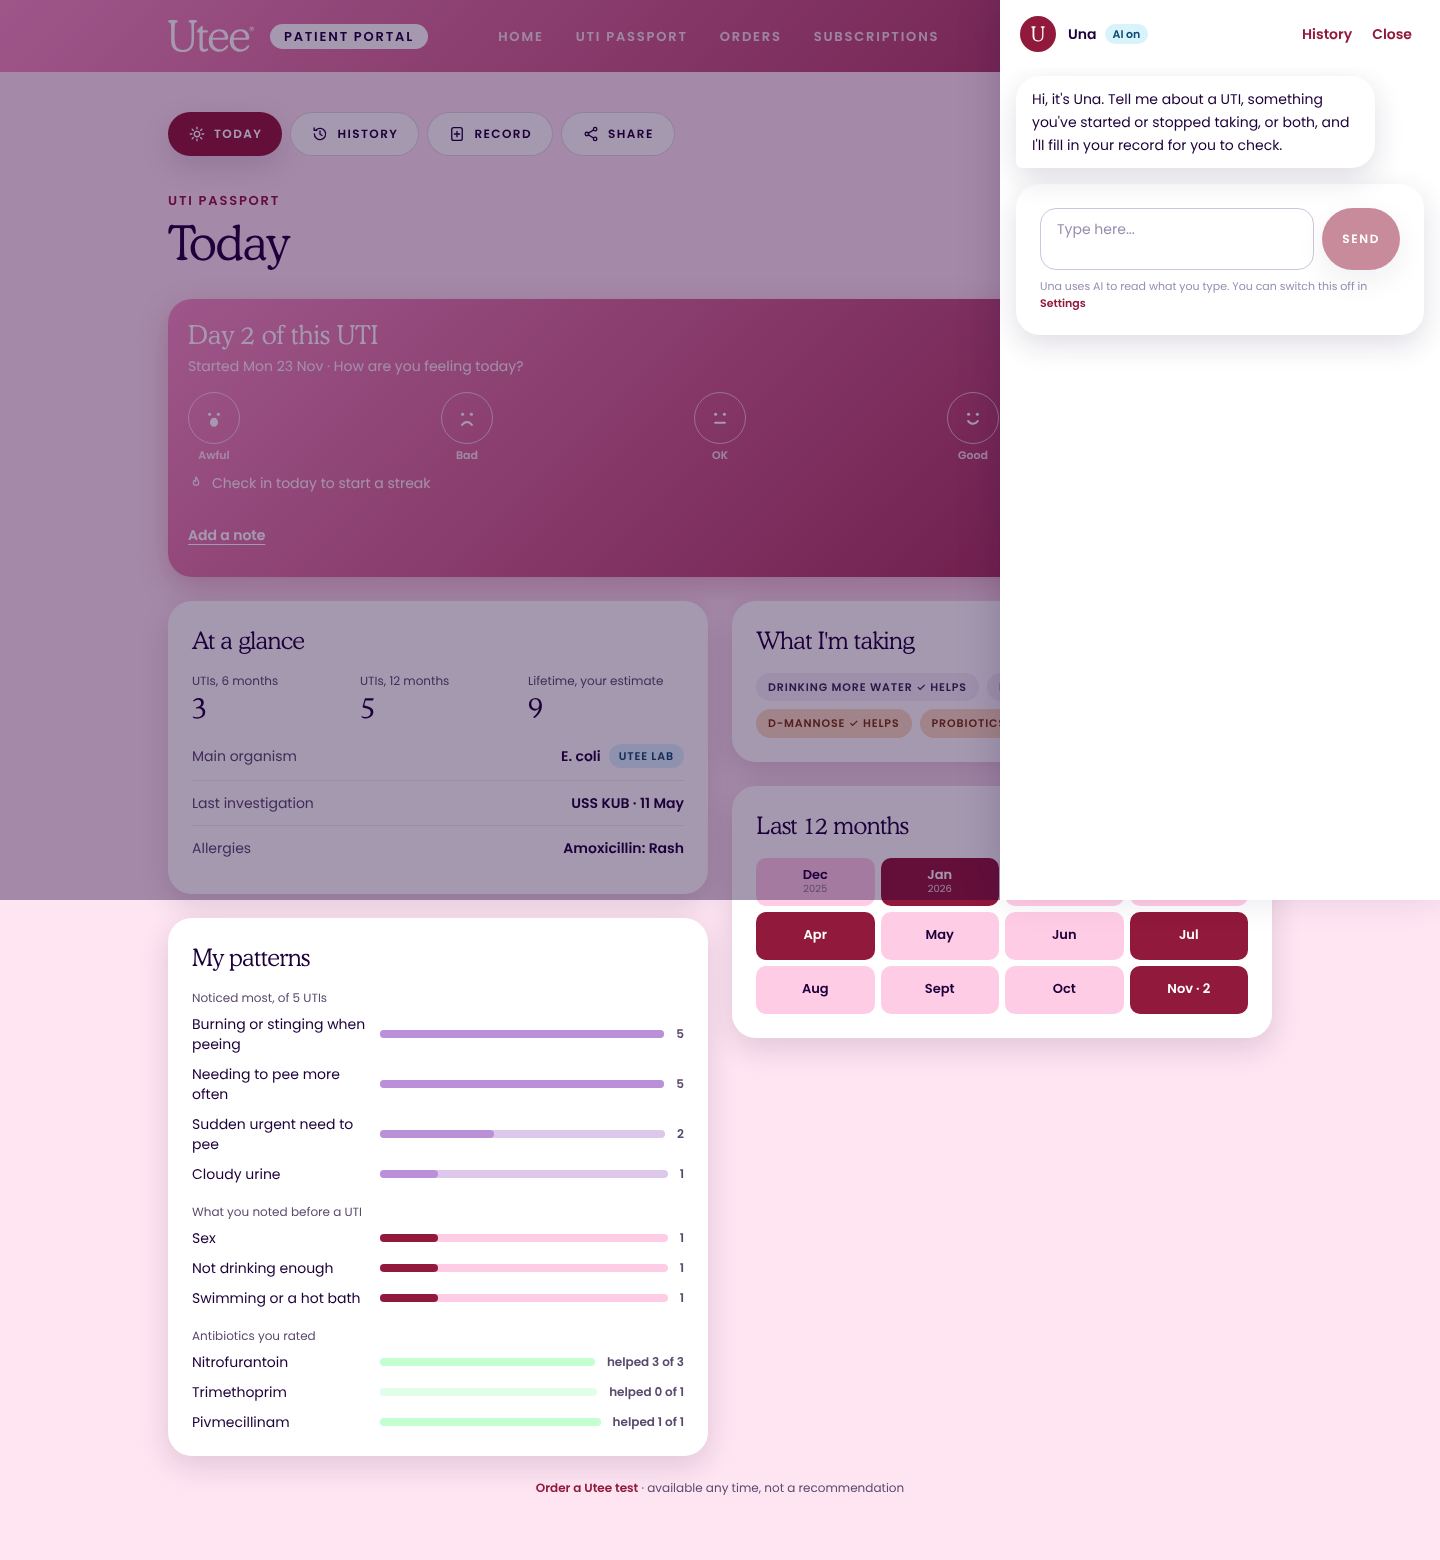 Utee®
PATIENT PORTAL
HOME
UTI PASSPORT
ORDERS
SUBSCRIPTIONS
TODAY
HISTORY
RECORD
SHARE
UTI PASSPORT
Today
Day 2 of this UTI
Started Mon 23 Nov · How are you feeling today?
Awful
Bad
OK
Good
Check in today to start a streak
Add a note
At a glance
UTIs, 6 months
3
UTIs, 12 months
5
Lifetime, your estimate
9
Main organism
E. coli
UTEE LAB
Last investigation
USS KUB · 11 May
Allergies
Amoxicillin: Rash
What I'm taking
DRINKING MORE WATER ✓ HELPS
D-MANNOSE ✓ HELPS
PROBIOTICS
Last 12 months
Dec
2025
Jan
2026
Apr
May
Jun
Jul
Aug
Sept
Oct
Nov · 2
My patterns
Noticed most, of 5 UTIs
Burning or stinging when
peeing
5
Needing to pee more
often
5
Sudden urgent need to
pee
2
Cloudy urine
1
What you noted before a UTI
Sex
1
Not drinking enough
1
Swimming or a hot bath
1
Antibiotics you rated
Nitrofurantoin
helped 3 of 3
Trimethoprim
helped 0 of 1
Pivmecillinam
helped 1 of 1
Order a Utee test · available any time, not a recommendation
U
Una
AI on
History
Close
Hi, it's Una. Tell me about a UTI, something
you've started or stopped taking, or both, and
I'll fill in your record for you to check.
Type here...
SEND
Una uses AI to read what you type. You can switch this off in
Settings